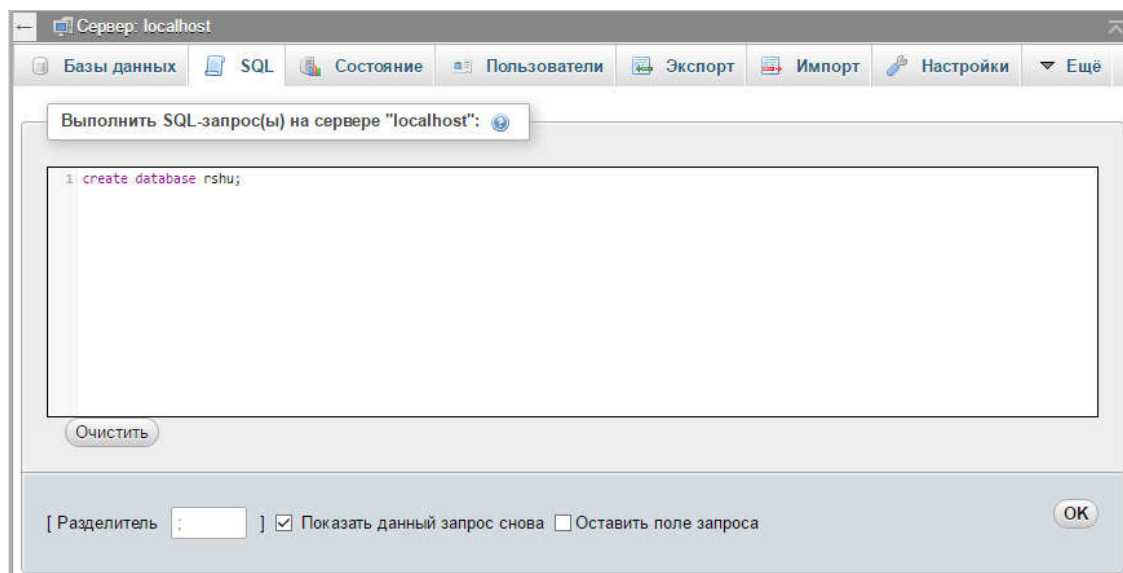 Сервер: localhost
Базы данных SQL Состояние Пользователи Экспорт Импорт Настройки Ещё
Выполнить SQL-запрос(ы) на сервере "localhost":
1 create database rshu;
Очистить
[ Разделитель ; ] Показать данный запрос снова Оставить поле запроса OK